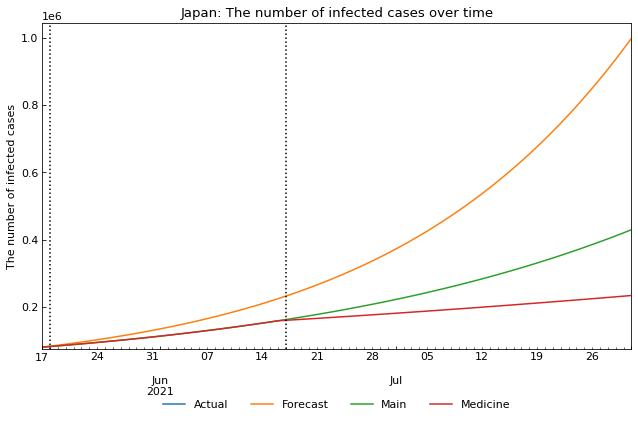 Japan: The number of infected cases over time
1e6
1.0
0.8
0.6
0.4
0.2
The number of infected cases
17 24 31 07 14 21 28 05 12 19 26
Jun Jul
2021
Actual Forecast Main Medicine